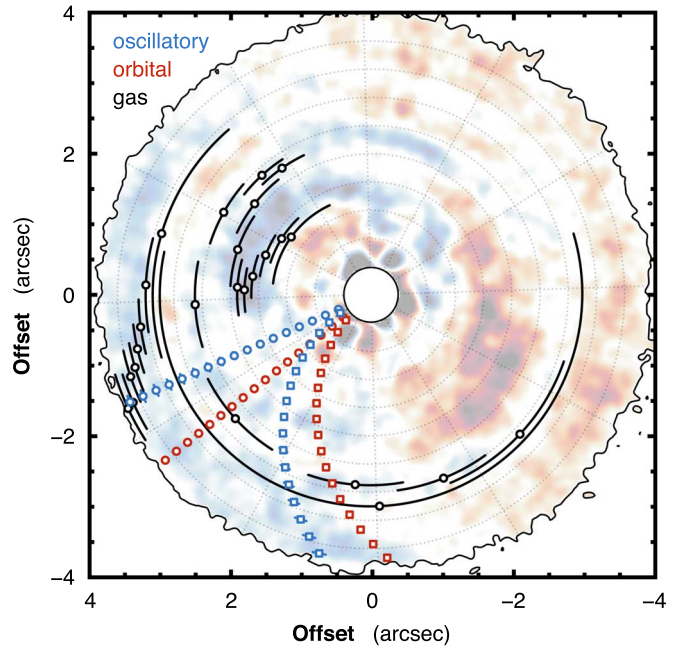 oscillatory
orbital
gas
4
2
0
−2
−4
Offset (arcsec)
4 2 0 −2 −4
Offset (arcsec)